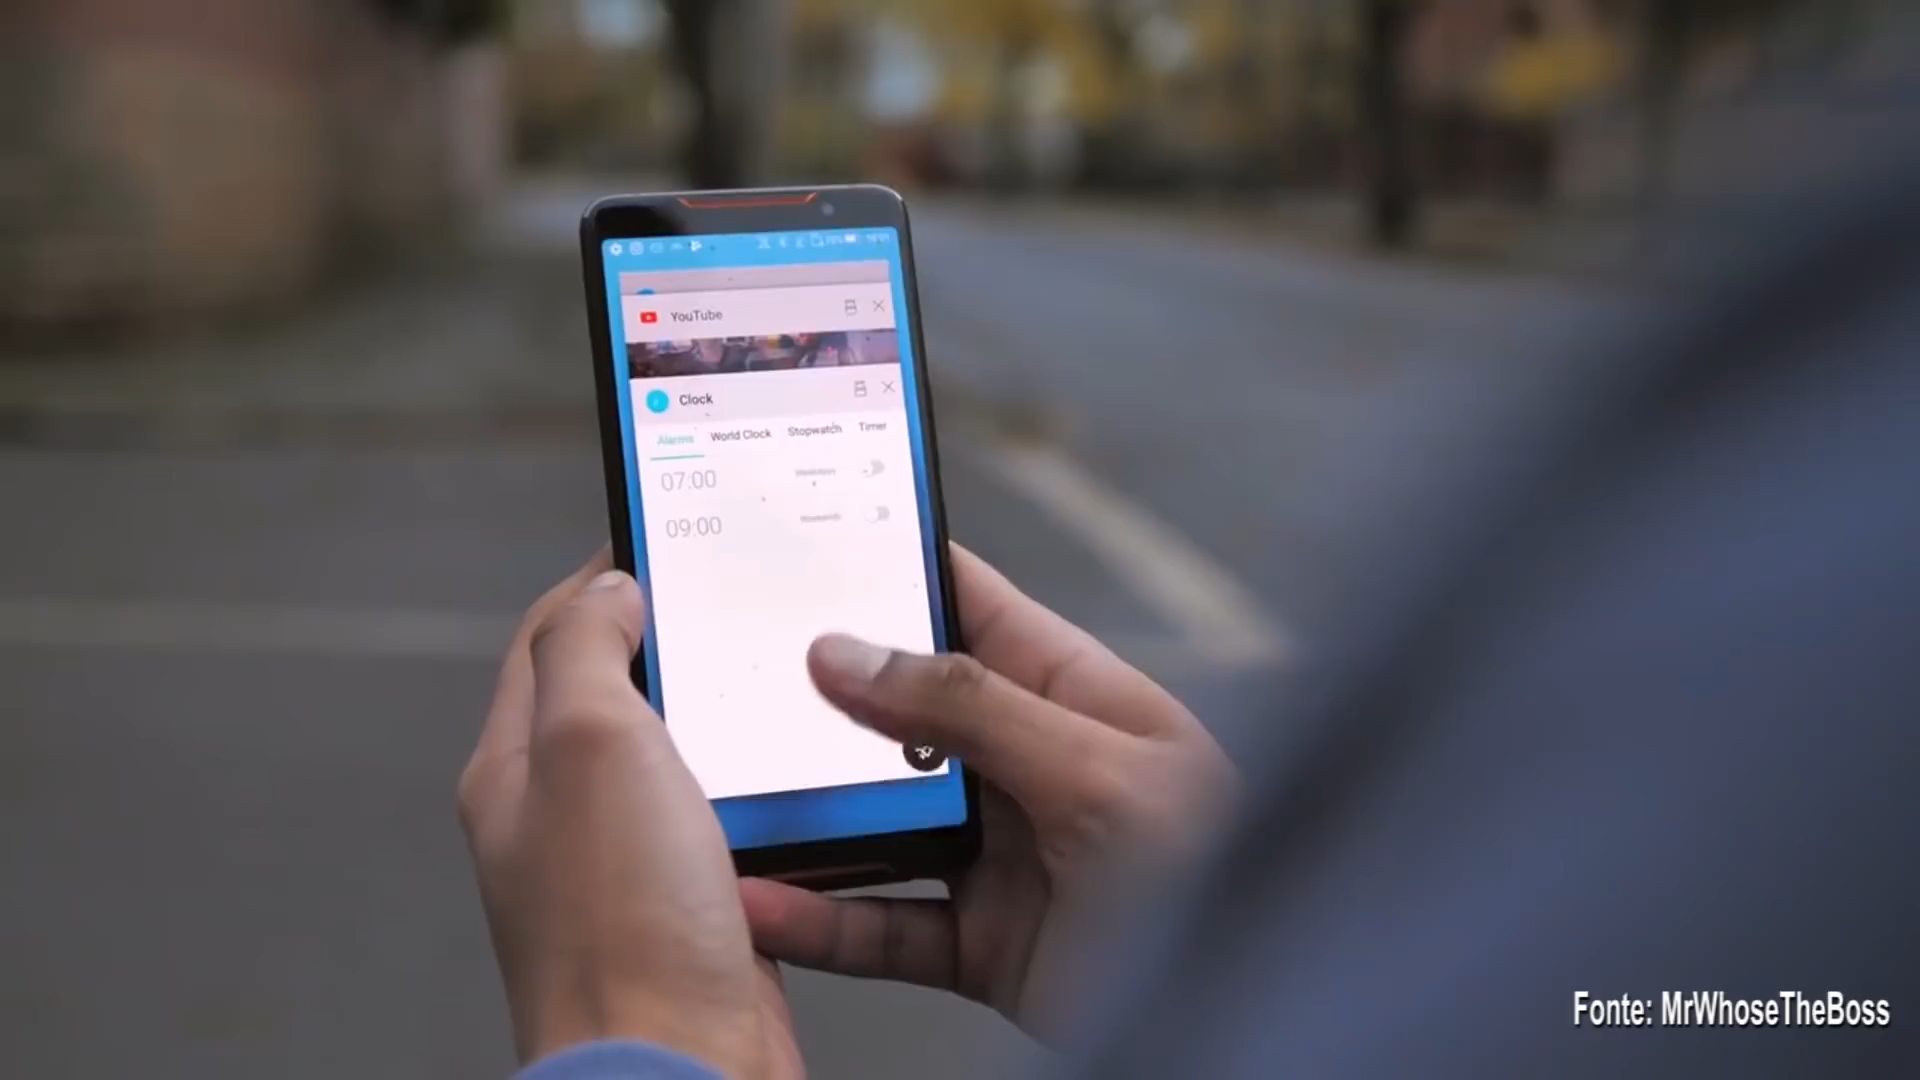 YouTube
Clock
Alarms World Clock Stopwatch Timer
07:00
09:00
Fonte: MrWhoseTheBoss